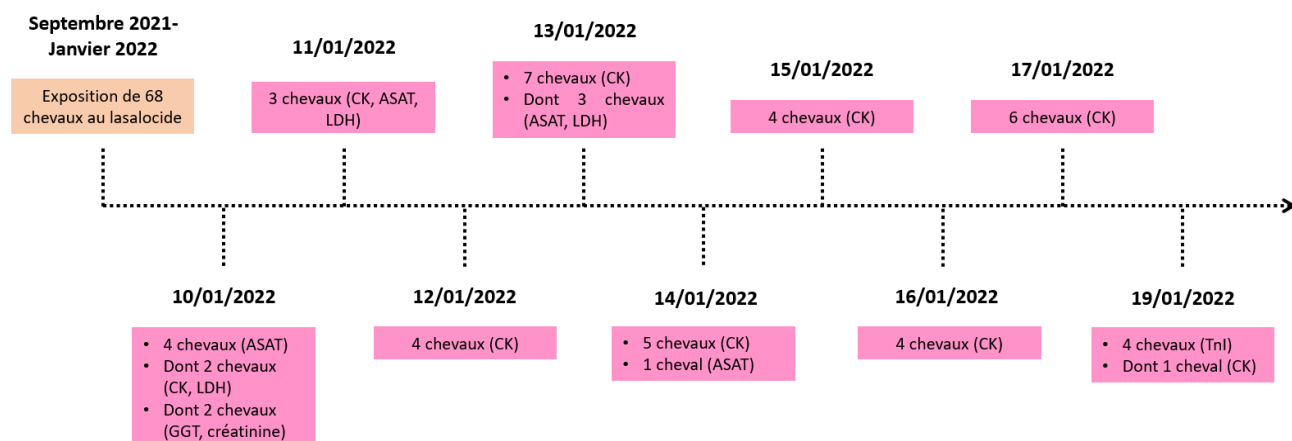 Septembre 2021-
Janvier 2022
Exposition de 68
chevaux au lasalocide
10/01/2022
• 4 chevaux (ASAT)
• Dont 2 chevaux
(CK, LDH)
• Dont 2 chevaux
(GGT, créatinine)
11/01/2022
3 chevaux (CK, ASAT,
LDH)
12/01/2022
4 chevaux (CK)
13/01/2022
• 7 chevaux (CK)
• Dont 3 chevaux
(ASAT, LDH)
14/01/2022
• 5 chevaux (CK)
• 1 cheval (ASAT)
15/01/2022
4 chevaux (CK)
16/01/2022
4 chevaux (CK)
17/01/2022
6 chevaux (CK)
19/01/2022
• 4 chevaux (TnI)
• Dont 1 cheval (CK)